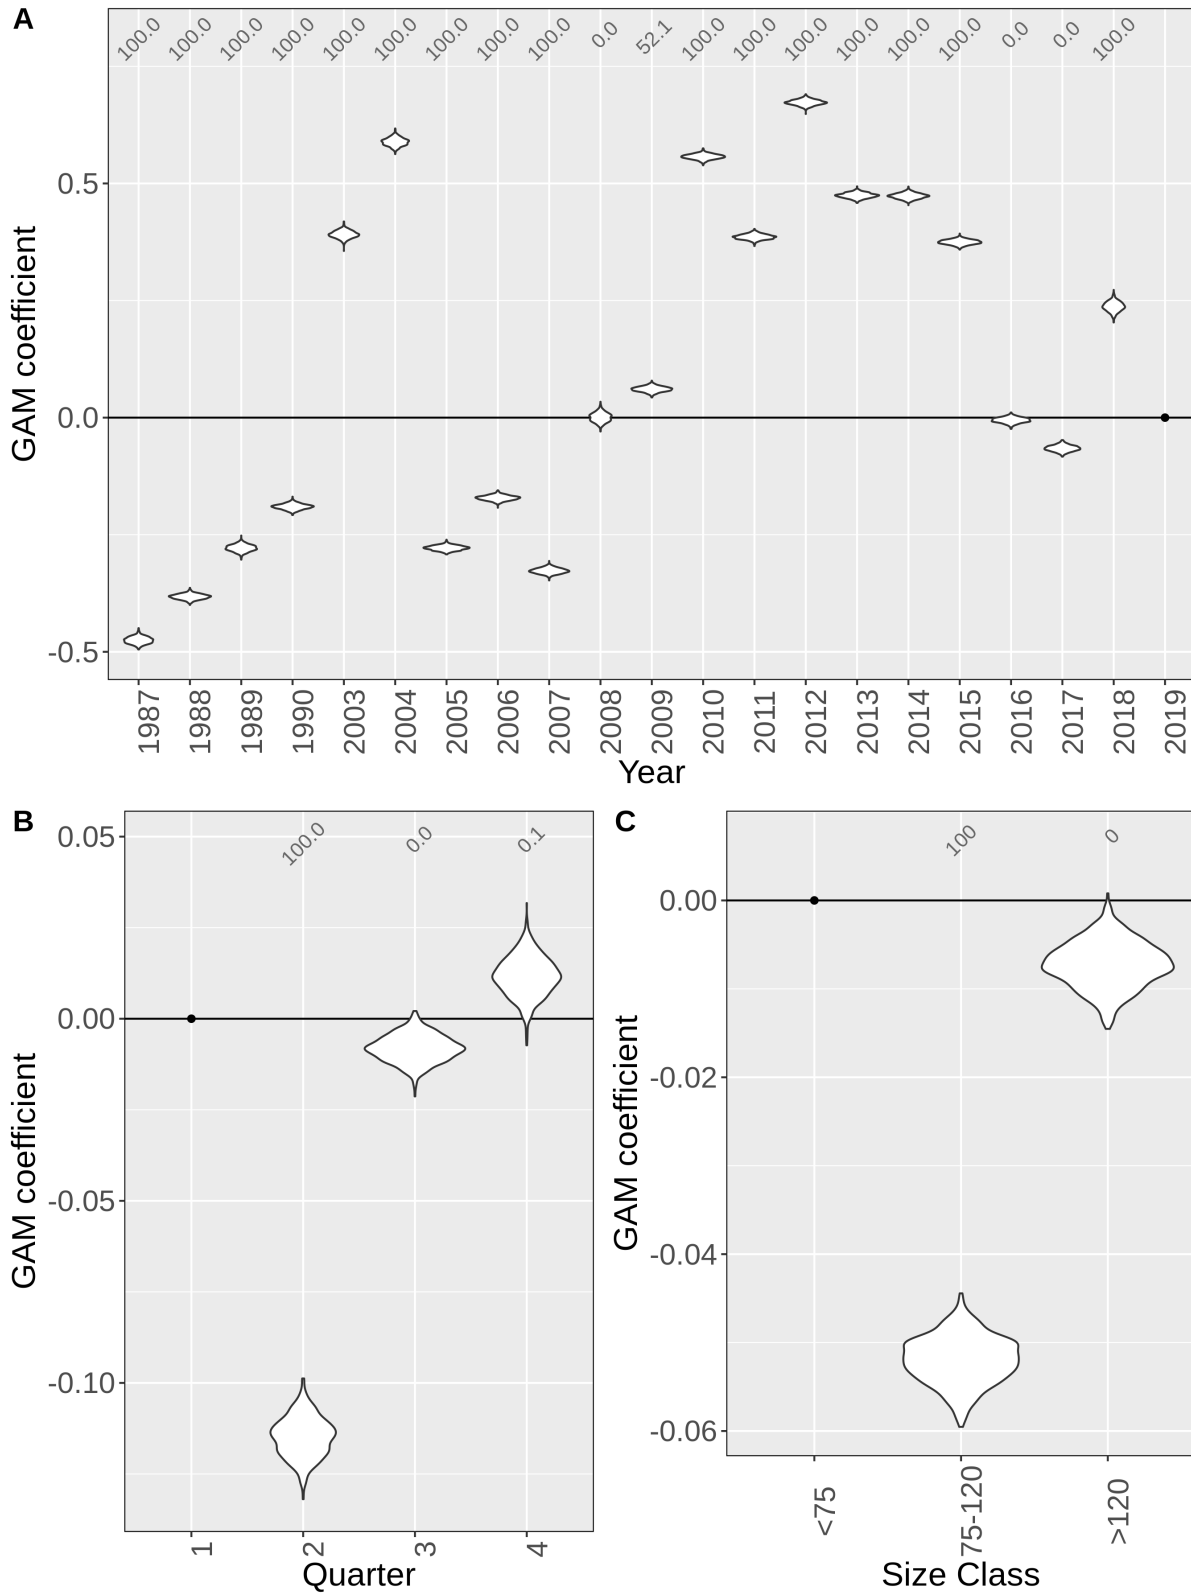 A
100.0 100.0 100.0 100.0 100.0 100.0 100.0 100.0 100.0 0.0 52.1 100.0 100.0 100.0 100.0 100.0 100.0 0.0 0.0 100.0
GAM coefficient
0.5
0.0
-0.5
1987 1988 1989 1990 2003 2004 2005 2006 2007 2008 2009 2010 2011 2012 2013 2014 2015 2016 2017 2018 2019
Year
B
100.0 0.0 0.1
GAM coefficient
0.05
0.00
-0.05
-0.10
1 2 3 4
Quarter
C
100 0
GAM coefficient
0.00
-0.02
-0.04
-0.06
<75 75-120 >120
Size Class